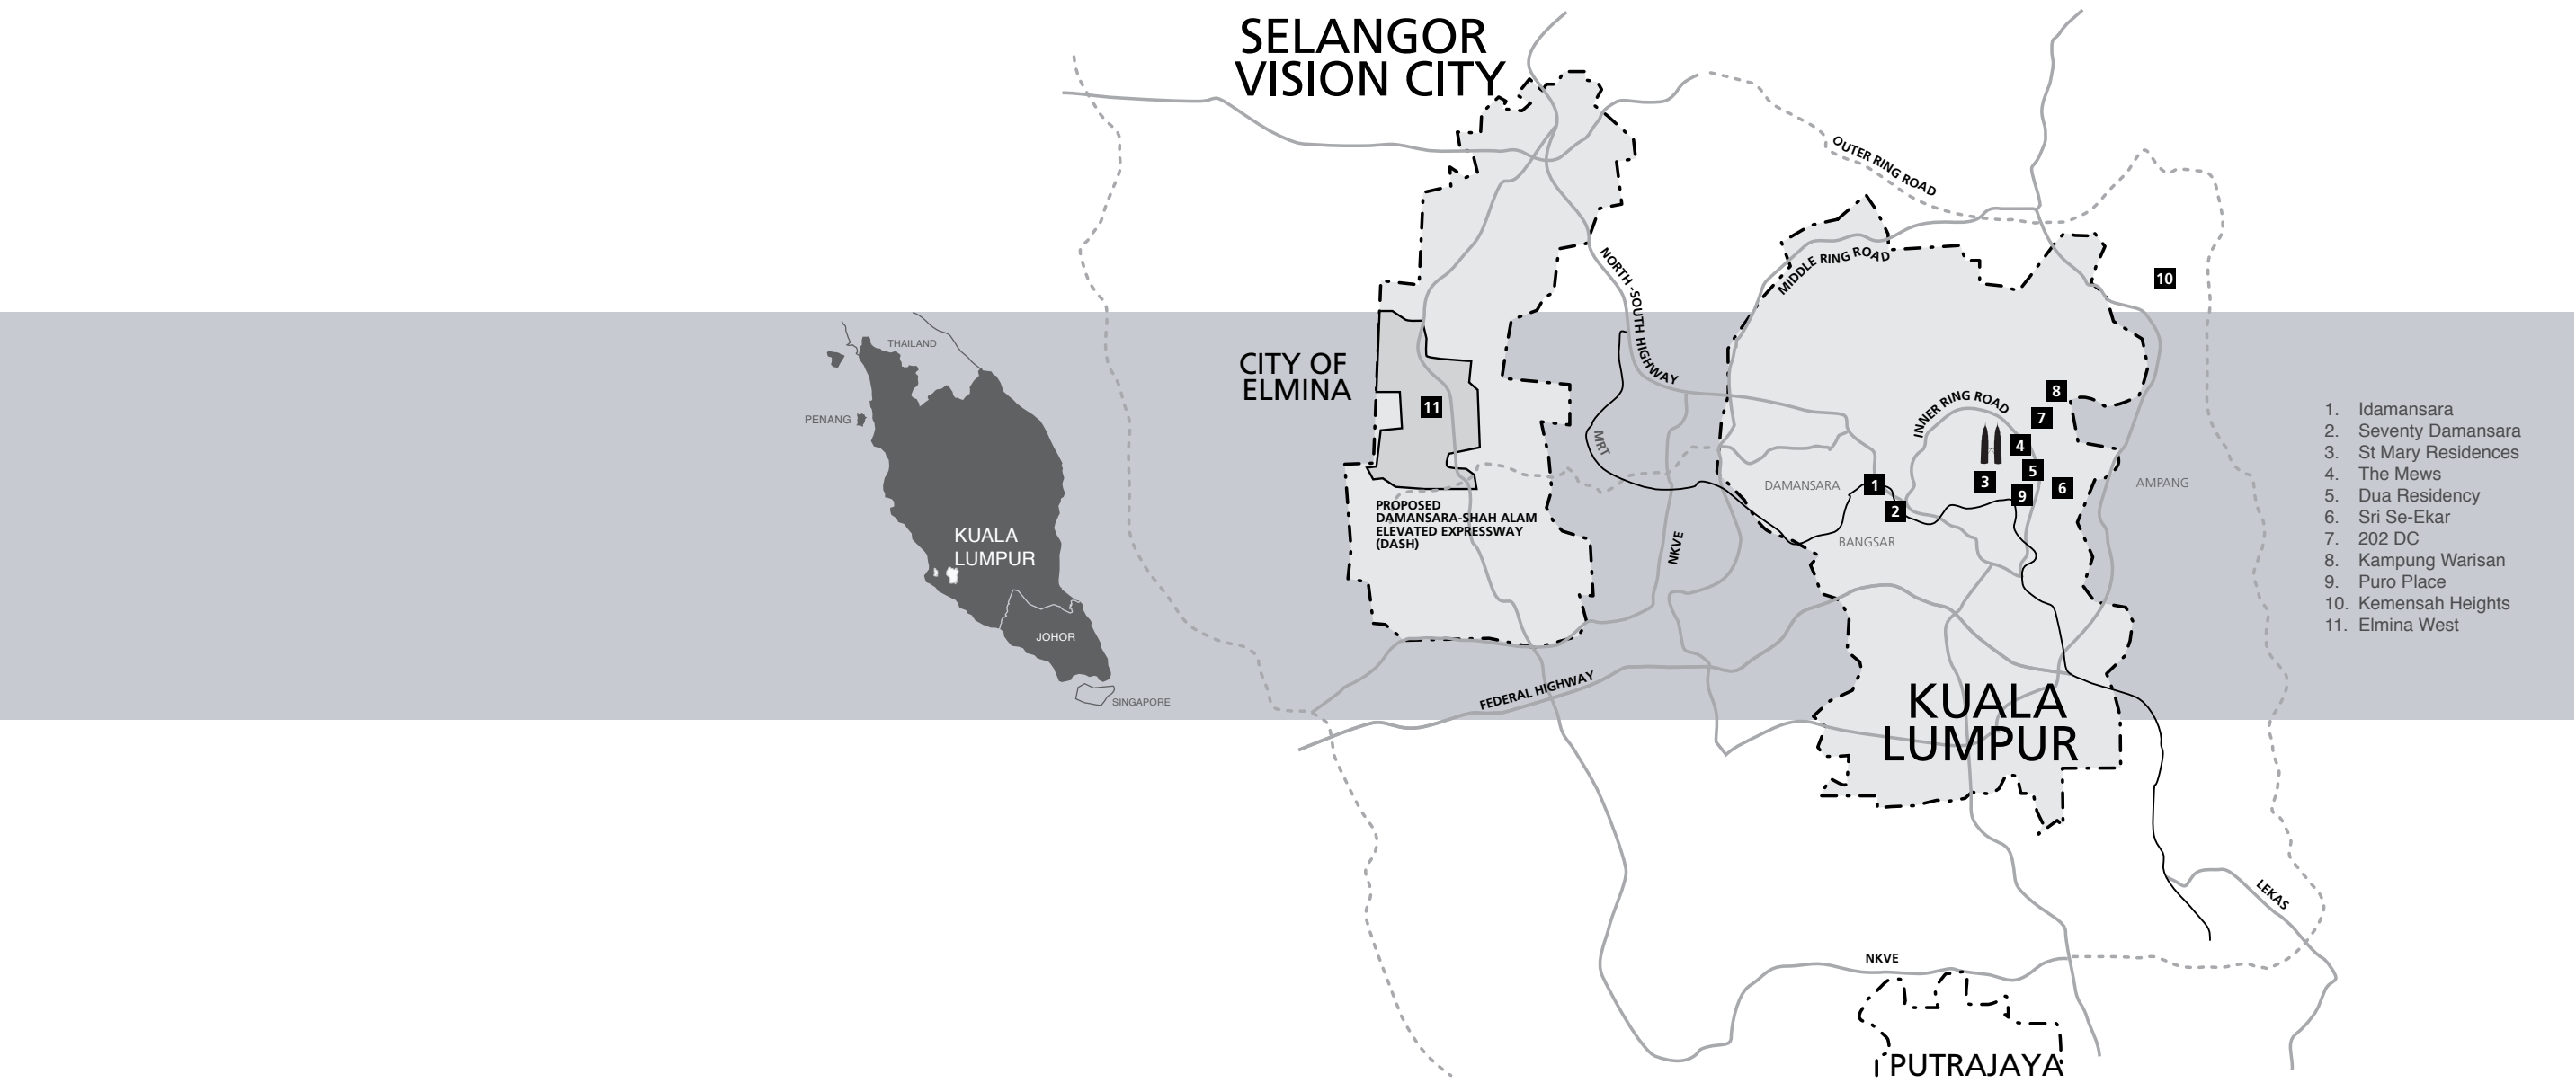 SELANGOR
VISION CITY
OUTER RING ROAD
MIDDLE RING ROAD
NORTH -SOUTH HIGHWAY
10
THAILAND
PENANG
KUALA
LUMPUR
JOHOR
SINGAPORE
CITY OF
ELMINA
11
MRT
INNER RING ROAD
8
7
4
5
3
6
9
1
2
DAMANSARA
BANGSAR
AMPANG
PROPOSED
DAMANSARA-SHAH ALAM
ELEVATED EXPRESSWAY
(DASH)
NKVE
FEDERAL HIGHWAY
KUALA
LUMPUR
LEKAS
NKVE
PUTRAJAYA
1. Idamansara
2. Seventy Damansara
3. St Mary Residences
4. The Mews
5. Dua Residency
6. Sri Se-Ekar
7. 202 DC
8. Kampung Warisan
9. Puro Place
10. Kemensah Heights
11. Elmina West